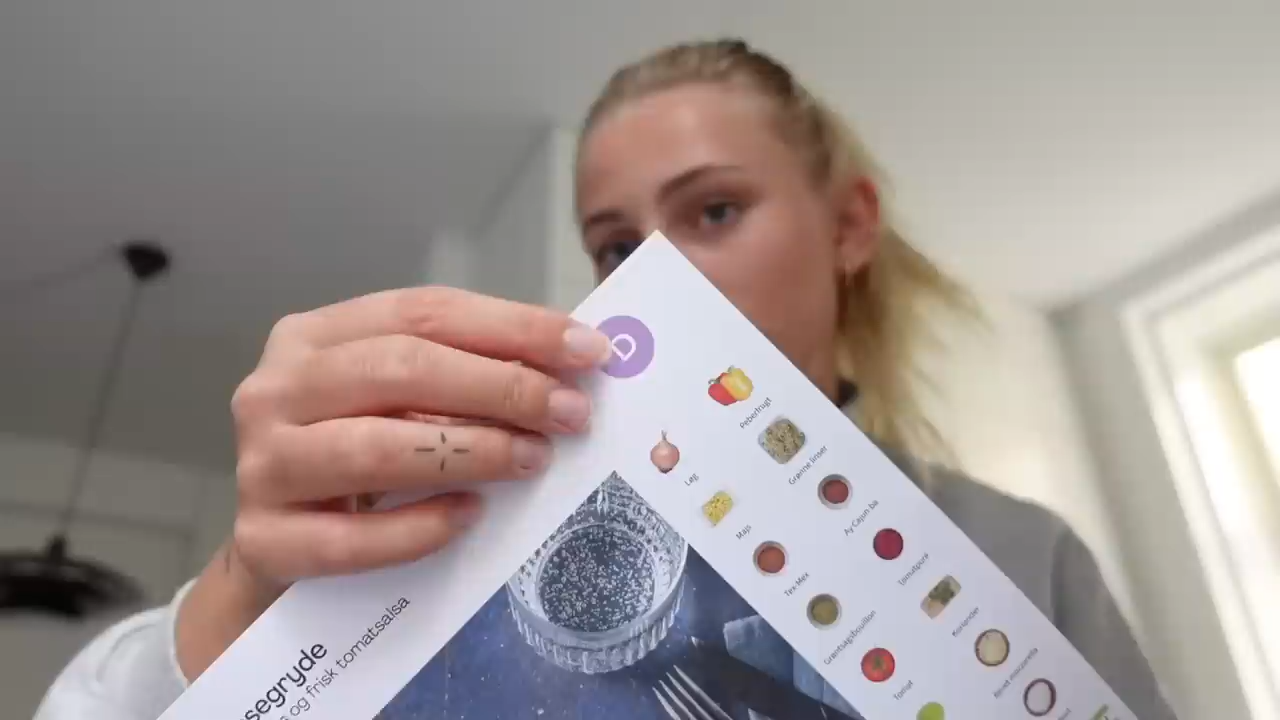 D
segryde
s og frisk tomatsalsa
Peberfrugt
Løg
Grønne linser
Majs
Ay Cajun ba
Tex Mex
Tomatpuré
Grøntsagsbouillon
Koriander
Tomat
Revet mozzarella